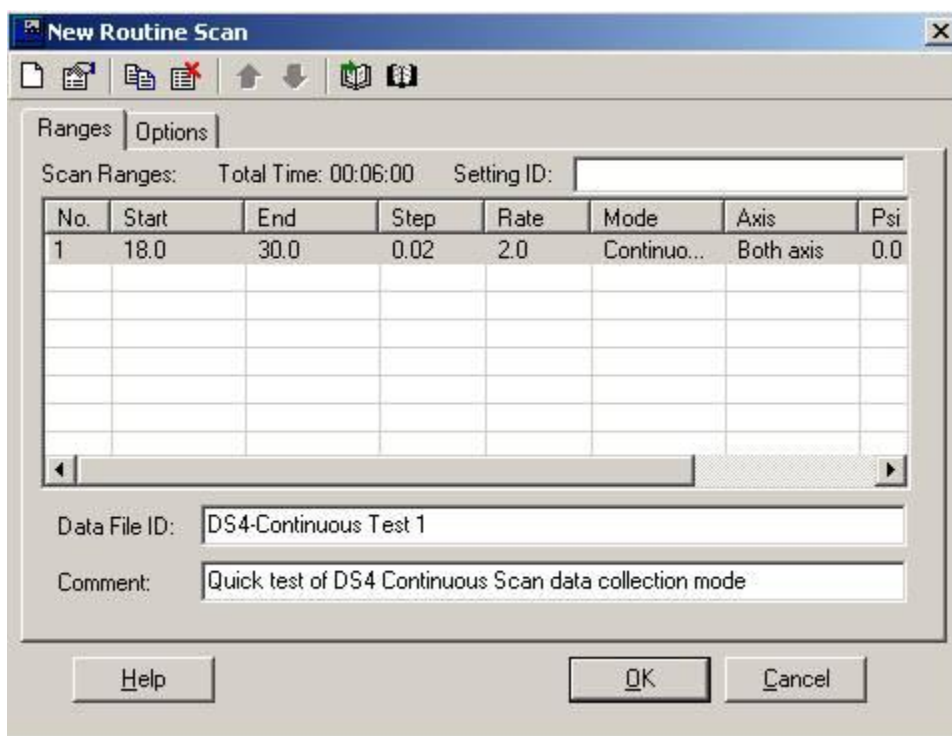 New Routine Scan
Ranges Options
Scan Ranges: Total Time: 00:06:00 Setting ID:
No. Start End Step Rate Mode Axis Psi
1 18.0 30.0 0.02 2.0 Continuo... Both axis 0.0
Data File ID: DS4-Continuous Test 1
Comment: Quick test of DS4 Continuous Scan data collection mode
Help OK Cancel